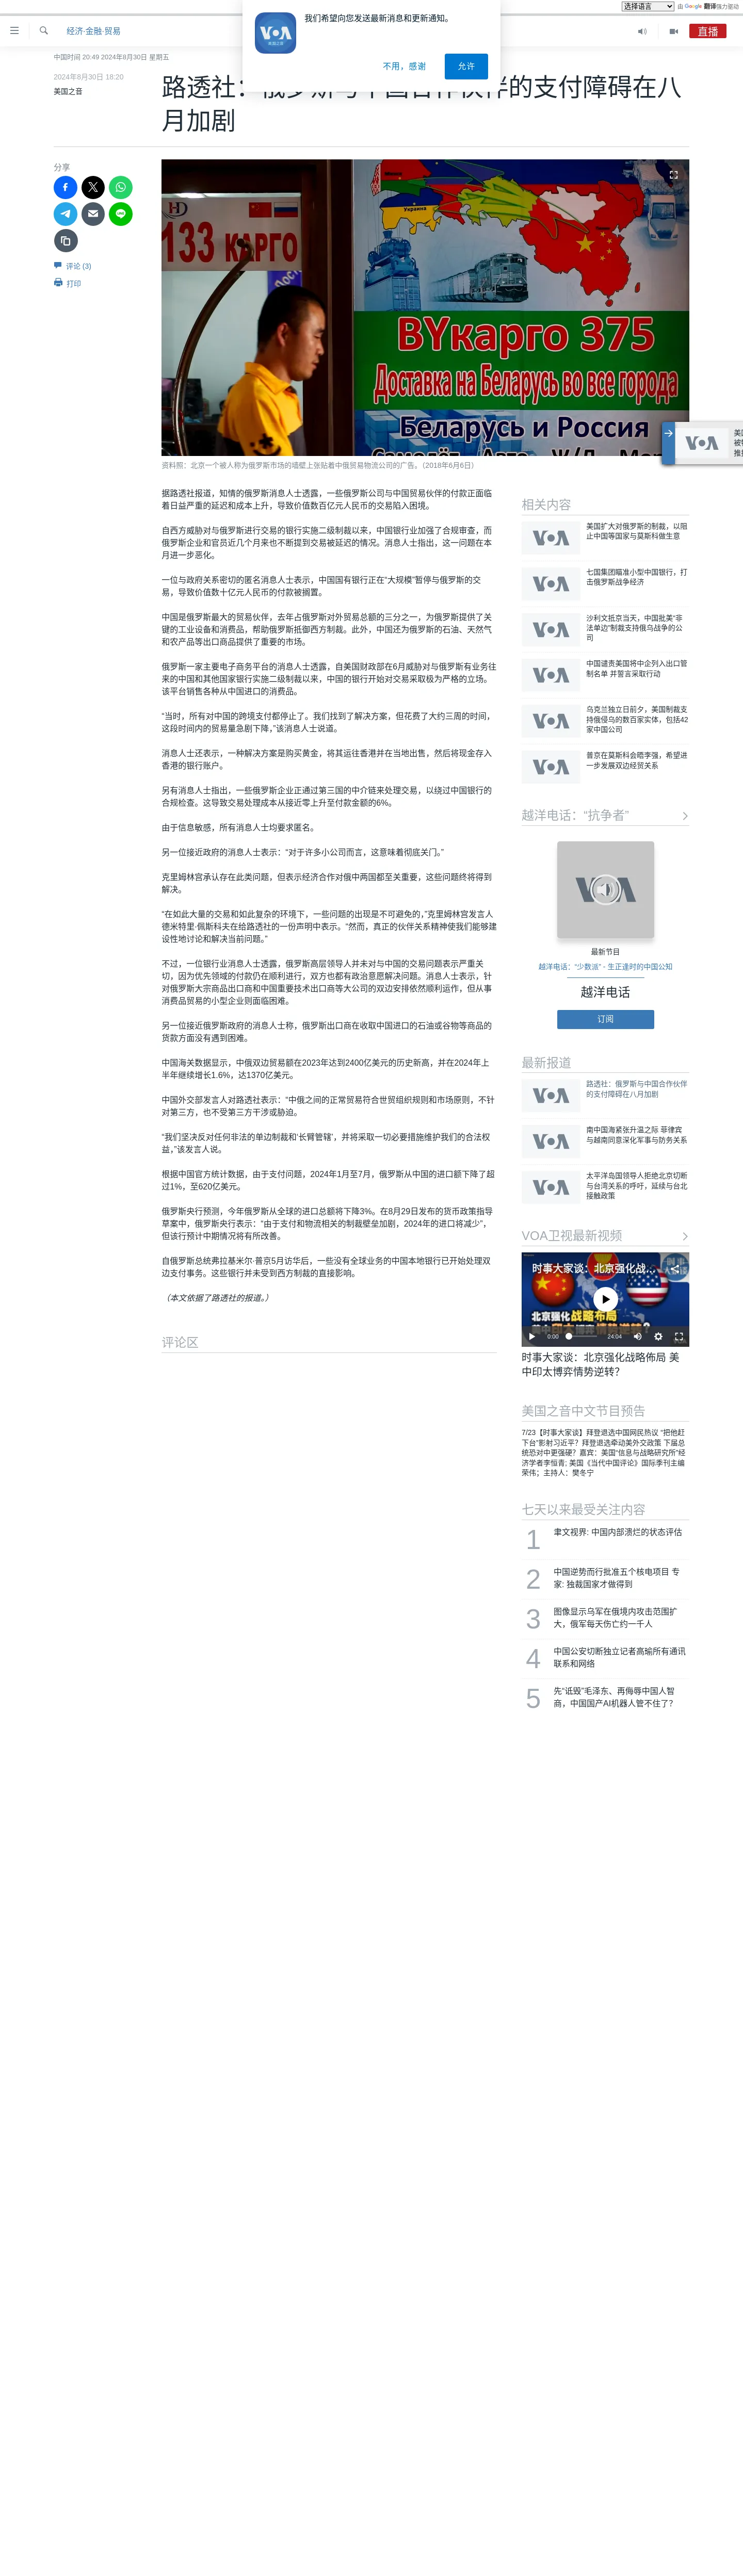 选择语言
由 Google 翻译强力驱动
我们希望向您发送最新消息和更新通知。
VOA
美国之音
不用，感谢
允许
经济·金融·贸易
直播
中国时间 20:49 2024年8月30日 星期五
2024年8月30日 18:20
美国之音
路透社：俄罗斯与中国合作伙伴的支付障碍在八
月加剧
分享
评论 (3)
打印
133 КАРГО
Украина
BYкарго 375
Доставка на Беларусь во все города
Беларусь и Россия
资料照：北京一个被人称为俄罗斯市场的墙壁上张贴着中俄贸易物流公司的广告。（2018年6月6日）
据路透社报道，知情的俄罗斯消息人士透露，一些俄罗斯公司与中国贸易伙伴的付款正面临
着日益严重的延迟和成本上升，导致价值数百亿元人民币的交易陷入困境。
自西方威胁对与俄罗斯进行交易的银行实施二级制裁以来，中国银行业加强了合规审查，而
俄罗斯企业和官员近几个月来也不断提到交易被延迟的情况。消息人士指出，这一问题在本
月进一步恶化。
一位与政府关系密切的匿名消息人士表示，中国国有银行正在“大规模”暂停与俄罗斯的交
易，导致价值数十亿元人民币的付款被搁置。
中国是俄罗斯最大的贸易伙伴，去年占俄罗斯对外贸易总额的三分之一，为俄罗斯提供了关
键的工业设备和消费品，帮助俄罗斯抵御西方制裁。此外，中国还为俄罗斯的石油、天然气
和农产品等出口商品提供了重要的市场。
俄罗斯一家主要电子商务平台的消息人士透露，自美国财政部在6月威胁对与俄罗斯有业务往
来的中国和其他国家银行实施二级制裁以来，中国的银行开始对交易采取极为严格的立场。
该平台销售各种从中国进口的消费品。
“当时，所有对中国的跨境支付都停止了。我们找到了解决方案，但花费了大约三周的时间，
这段时间内的贸易量急剧下降，”该消息人士说道。
消息人士还表示，一种解决方案是购买黄金，将其运往香港并在当地出售，然后将现金存入
香港的银行账户。
另有消息人士指出，一些俄罗斯企业正通过第三国的中介链来处理交易，以绕过中国银行的
合规检查。这导致交易处理成本从接近零上升至付款金额的6%。
由于信息敏感，所有消息人士均要求匿名。
另一位接近政府的消息人士表示：“对于许多小公司而言，这意味着彻底关门。”
克里姆林宫承认存在此类问题，但表示经济合作对俄中两国都至关重要，这些问题终将得到
解决。
“在如此大量的交易和如此复杂的环境下，一些问题的出现是不可避免的，”克里姆林宫发言人
德米特里·佩斯科夫在给路透社的一份声明中表示。“然而，真正的伙伴关系精神使我们能够建
设性地讨论和解决当前问题。”
不过，一位银行业消息人士透露，俄罗斯高层领导人并未对与中国的交易问题表示严重关
切，因为优先领域的付款仍在顺利进行，双方也都有政治意愿解决问题。消息人士表示，针
对俄罗斯大宗商品出口商和中国重要技术出口商等大公司的双边安排依然顺利运作，但从事
消费品贸易的小型企业则面临困难。
另一位接近俄罗斯政府的消息人士称，俄罗斯出口商在收取中国进口的石油或谷物等商品的
货款方面没有遇到困难。
中国海关数据显示，中俄双边贸易额在2023年达到2400亿美元的历史新高，并在2024年上
半年继续增长1.6%，达1370亿美元。
中国外交部发言人对路透社表示：“中俄之间的正常贸易符合世贸组织规则和市场原则，不针
对第三方，也不受第三方干涉或胁迫。
“我们坚决反对任何非法的单边制裁和‘长臂管辖’，并将采取一切必要措施维护我们的合法权
益，”该发言人说。
根据中国官方统计数据，由于支付问题，2024年1月至7月，俄罗斯从中国的进口额下降了超
过1%，至620亿美元。
俄罗斯央行预测，今年俄罗斯从全球的进口总额将下降3%。在8月29日发布的货币政策指导
草案中，俄罗斯央行表示：“由于支付和物流相关的制裁壁垒加剧，2024年的进口将减少”，
但该行预计中期情况将有所改善。
自俄罗斯总统弗拉基米尔·普京5月访华后，一些没有全球业务的中国本地银行已开始处理双
边支付事务。这些银行并未受到西方制裁的直接影响。
（本文依据了路透社的报道。）
评论区
VOA
美国
被特
推扌
相关内容
VOA
美国扩大对俄罗斯的制裁，以阻
止中国等国家与莫斯科做生意
VOA
七国集团瞄准小型中国银行，打
击俄罗斯战争经济
VOA
沙利文抵京当天，中国批美“非
法单边”制裁支持俄乌战争的公
司
VOA
中国谴责美国将中企列入出口管
制名单 并誓言采取行动
VOA
乌克兰独立日前夕，美国制裁支
持俄侵乌的数百家实体，包括42
家中国公司
VOA
普京在莫斯科会晤李强，希望进
一步发展双边经贸关系
越洋电话：“抗争者”
VOA
最新节目
越洋电话：“少数派” - 生正逢时的中国公知
越洋电话
订阅
最新报道
VOA
路透社：俄罗斯与中国合作伙伴
的支付障碍在八月加剧
VOA
南中国海紧张升温之际 菲律宾
与越南同意深化军事与防务关系
VOA
太平洋岛国领导人拒绝北京切断
与台湾关系的呼吁，延续与台北
接触政策
VOA卫视最新视频
时事大家谈：北京强化战...
北京强化战略佈局
0:00
24:04
时事大家谈：北京强化战略佈局 美
中印太博弈情势逆转？
美国之音中文节目预告
7/23【时事大家谈】拜登退选中国网民热议 “把他赶
下台”影射习近平？拜登退选牵动美外交政策 下届总
统恐对中更强硬？嘉宾：美国“信息与战略研究所”经
济学者李恒青; 美国《当代中国评论》国际季刊主编
荣伟；主持人：樊冬宁
七天以来最受关注内容
1
聿文视界: 中国内部溃烂的状态评估
2
中国逆势而行批准五个核电项目 专
家: 独裁国家才做得到
3
图像显示乌军在俄境内攻击范围扩
大，俄军每天伤亡约一千人
4
中国公安切断独立记者高瑜所有通讯
联系和网络
5
先“诋毁”毛泽东、再侮辱中国人智
商，中国国产AI机器人管不住了？